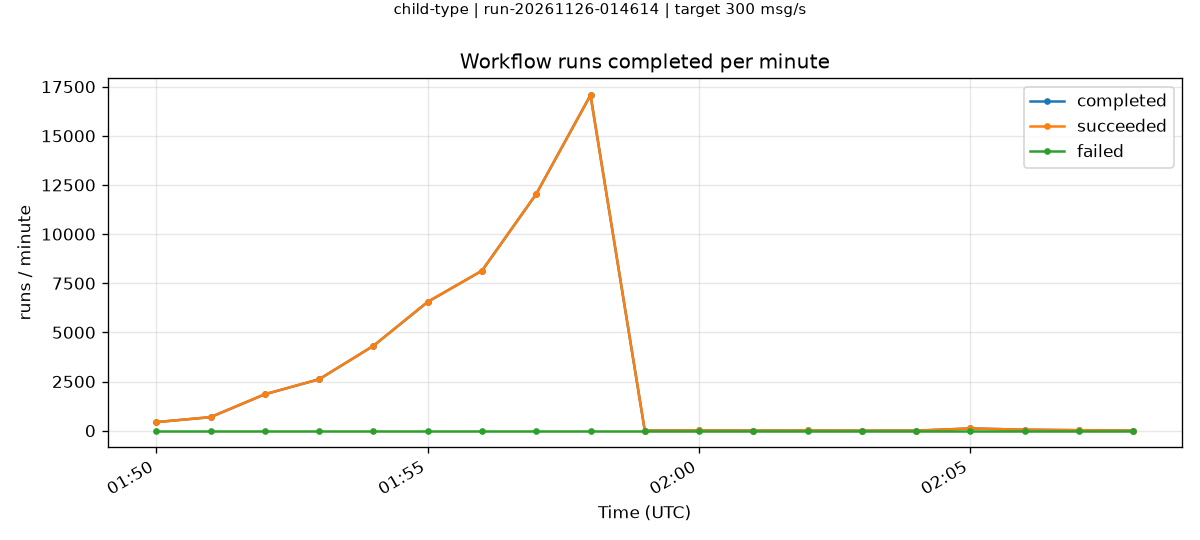 child-type | run-20261126-014614 | target 300 msg/s
Workflow runs completed per minute
17500
15000
12500
10000
7500
5000
2500
0
runs / minute
completed
succeeded
failed
01:50
01:55
02:00
02:05
Time (UTC)